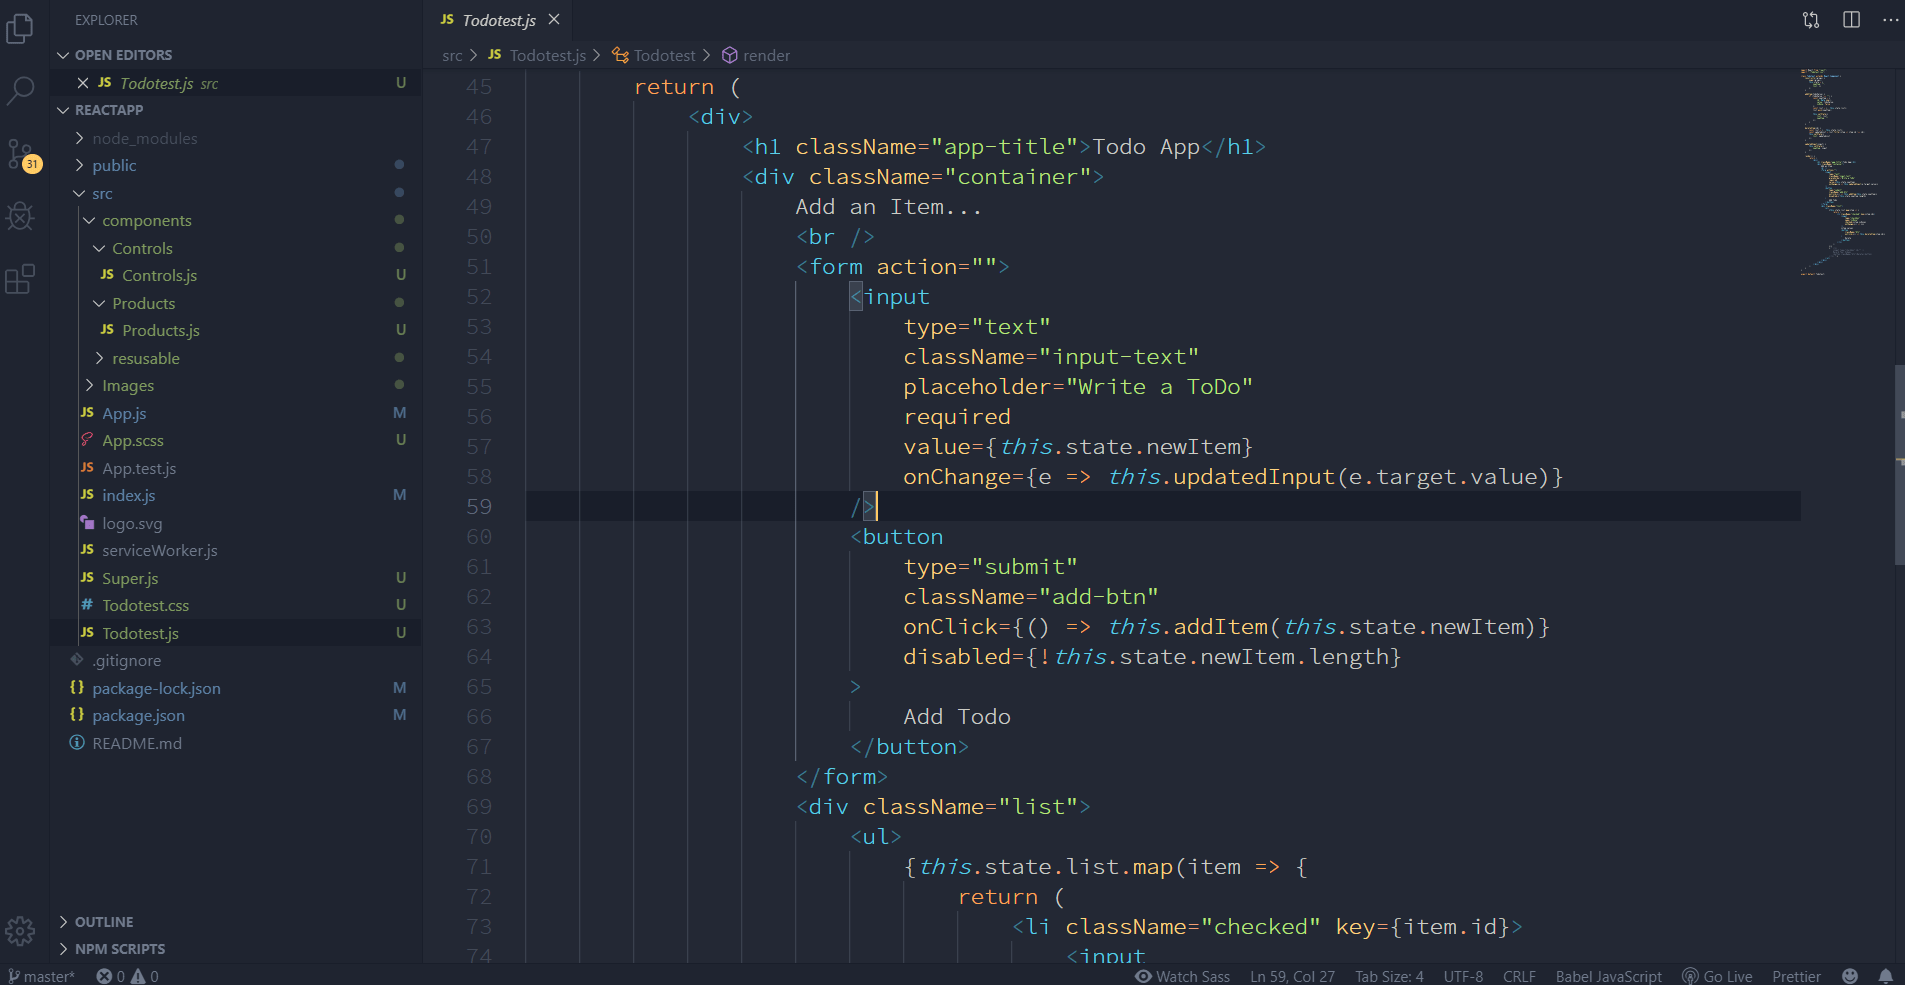 EXPLORER
OPEN EDITORS
JS Todotest.js src U
REACTAPP
node_modules
public
src
components
Controls
JS Controls.js U
Products
JS Products.js U
resusable
Images
JS App.js M
App.scss U
JS App.test.js
JS index.js M
logo.svg
JS serviceWorker.js
JS Super.js U
# Todotest.css U
JS Todotest.js U
.gitignore
{} package-lock.json M
{} package.json M
README.md
OUTLINE
NPM SCRIPTS
31
JS Todotest.js
src > JS Todotest.js > Todotest > render
45 return (
46 <div>
47 <h1 className="app-title">Todo App</h1>
48 <div className="container">
49 Add an Item...
50 <br />
51 <form action="">
52 <input
53 type="text"
54 className="input-text"
55 placeholder="Write a ToDo"
56 required
57 value={this.state.newItem}
58 onChange={e => this.updatedInput(e.target.value)}
59 />
60 <button
61 type="submit"
62 className="add-btn"
63 onClick={() => this.addItem(this.state.newItem)}
64 disabled={!this.state.newItem.length}
65 >
66 Add Todo
67 </button>
68 </form>
69 <div className="list">
70 <ul>
71 {this.state.list.map(item => {
72 return (
73 <li className="checked" key={item.id}>
74 <input
master* 0 0 Watch Sass Ln 59, Col 27 Tab Size: 4 UTF-8 CRLF Babel JavaScript Go Live Prettier